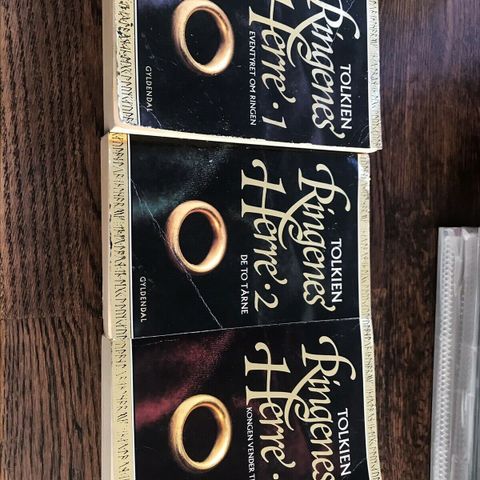 TOLKIEN
Ringenes
Herre · 1
EVENTYRET OM RINGEN
GYLDENDAL
TOLKIEN
Ringenes
Herre · 2
DE TO TÅRNE
GYLDENDAL
TOLKIEN
Ringenes
Herre ·
KONGEN VENDER